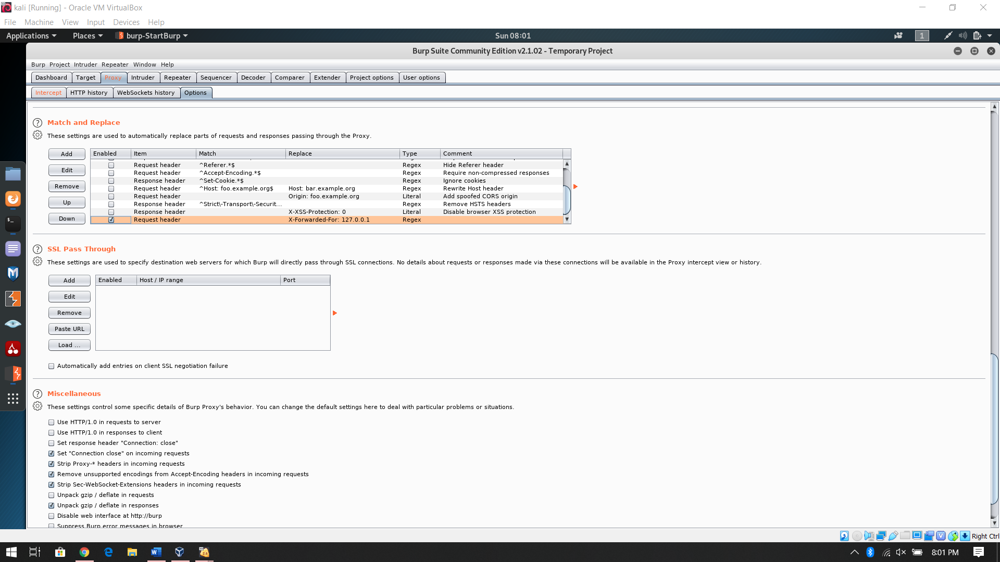 kali [Running] - Oracle VM VirtualBox
File Machine View Input Devices Help
Applications Places burp-StartBurp Sun 08:01 1
Burp Suite Community Edition v2.1.02 - Temporary Project
Burp Project Intruder Repeater Window Help
Dashboard Target Proxy Intruder Repeater Sequencer Decoder Comparer Extender Project options User options
Intercept HTTP history WebSockets history Options
? Match and Replace
These settings are used to automatically replace parts of requests and responses passing through the Proxy.
Add
Edit
Remove
Up
Down
Enabled Item Match Replace Type Comment
Request header ^Referer.*$ Regex Hide Referer header
Request header ^Accept-Encoding.*$ Regex Require non-compressed responses
Response header ^Set-Cookie.*$ Regex Ignore cookies
Request header ^Host: foo.example.org$ Host: bar.example.org Regex Rewrite Host header
Request header Origin: foo.example.org Literal Add spoofed CORS origin
Response header ^Strict\-Transport\-Securit... Regex Remove HSTS headers
Response header X-XSS-Protection: 0 Literal Disable browser XSS protection
Request header X-Forwarded-For: 127.0.0.1 Regex
? SSL Pass Through
These settings are used to specify destination web servers for which Burp will directly pass through SSL connections. No details about requests or responses made via these connections will be available in the Proxy intercept view or history.
Add
Edit
Remove
Paste URL
Load ...
Enabled Host / IP range Port
Automatically add entries on client SSL negotiation failure
? Miscellaneous
These settings control some specific details of Burp Proxy's behavior. You can change the default settings here to deal with particular problems or situations.
Use HTTP/1.0 in requests to server
Use HTTP/1.0 in responses to client
Set response header "Connection: close"
Set "Connection close" on incoming requests
Strip Proxy-* headers in incoming requests
Remove unsupported encodings from Accept-Encoding headers in incoming requests
Strip Sec-WebSocket-Extensions headers in incoming requests
Unpack gzip / deflate in requests
Unpack gzip / deflate in responses
Disable web interface at http://burp
Suppress Burp error messages in browser
Right Ctrl
8:01 PM